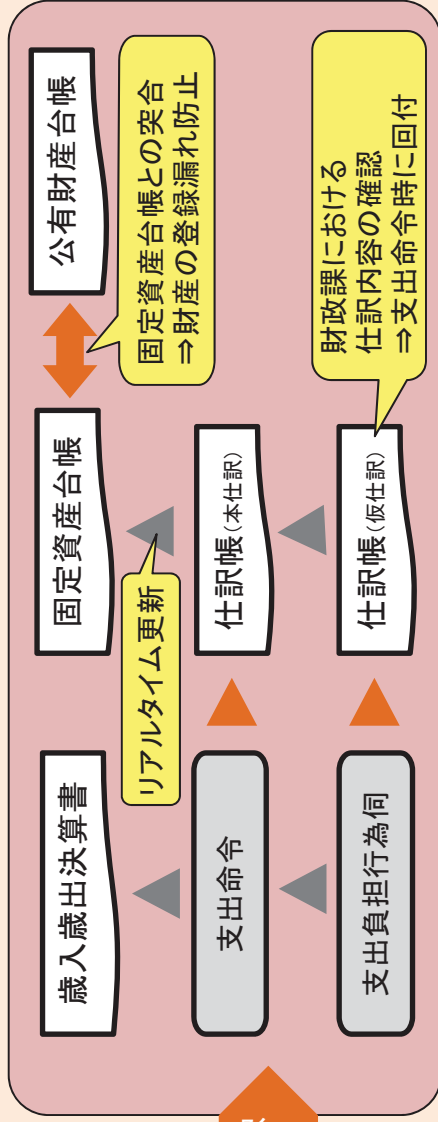 歳入歳出決算書
固定資産台帳
公有財産台帳
リアルタイム更新
固定資産台帳との突合
⇒財産の登録漏れ防止
支出命令
仕訳帳(本仕訳)
支出負担行為伺
仕訳帳(仮仕訳)
財政課における
仕訳内容の確認
⇒支出命令時に回付